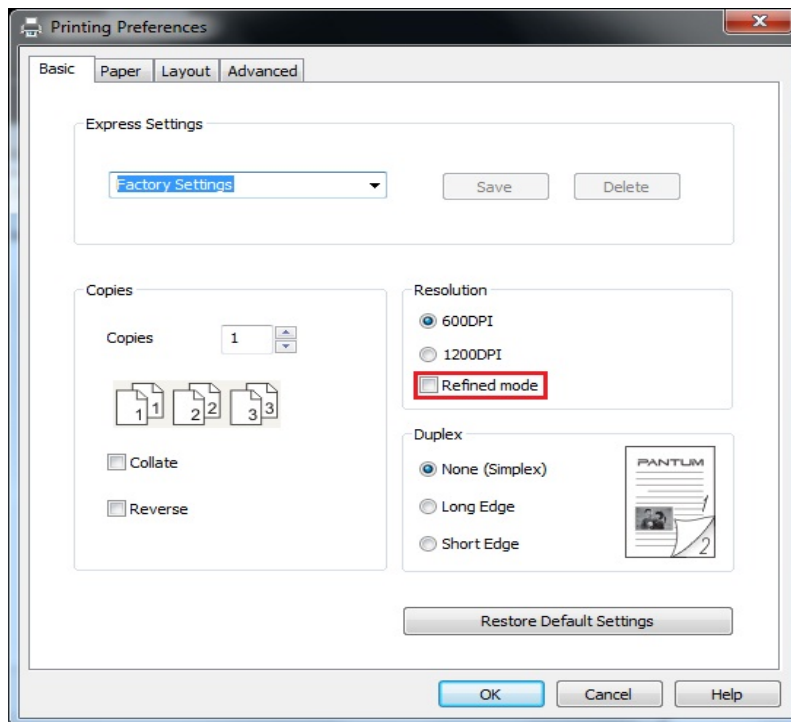 Printing Preferences
Basic Paper Layout Advanced
Express Settings
Factory Settings
Save Delete
Copies
Copies 1
1 1 2 2 3 3
Collate
Reverse
Resolution
600DPI
1200DPI
Refined mode
Duplex
None (Simplex)
Long Edge
Short Edge
PANTUM
1
2
Restore Default Settings
OK Cancel Help